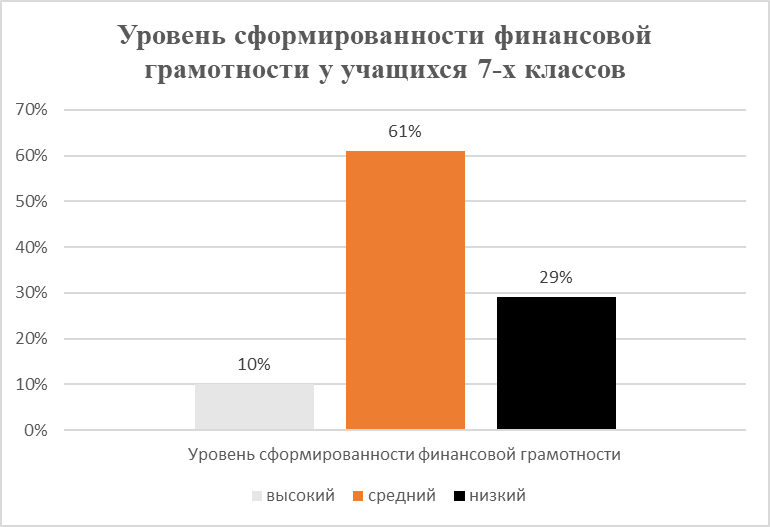 Уровень сформированности финансовой
грамотности у учащихся 7-х классов
70%
60%
50%
40%
30%
20%
10%
0%
10%
61%
29%
Уровень сформированности финансовой грамотности
высокий средний низкий